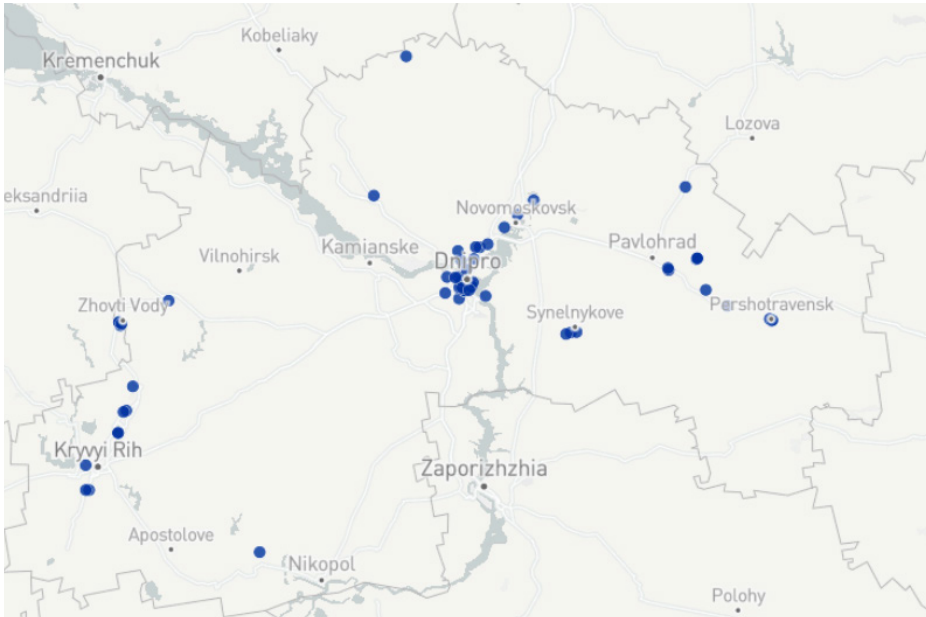 Kobeliaky
Kremenchuk
Lozova
eksandriia
Novomoskovsk
Vilnohirsk
Kamianske
Pavlohrad
Dnipro
Zhovti Vody
Synelnykove
Pershotravensk
Kryvyi Rih
Zaporizhzhia
Apostolove
Nikopol
Polohy